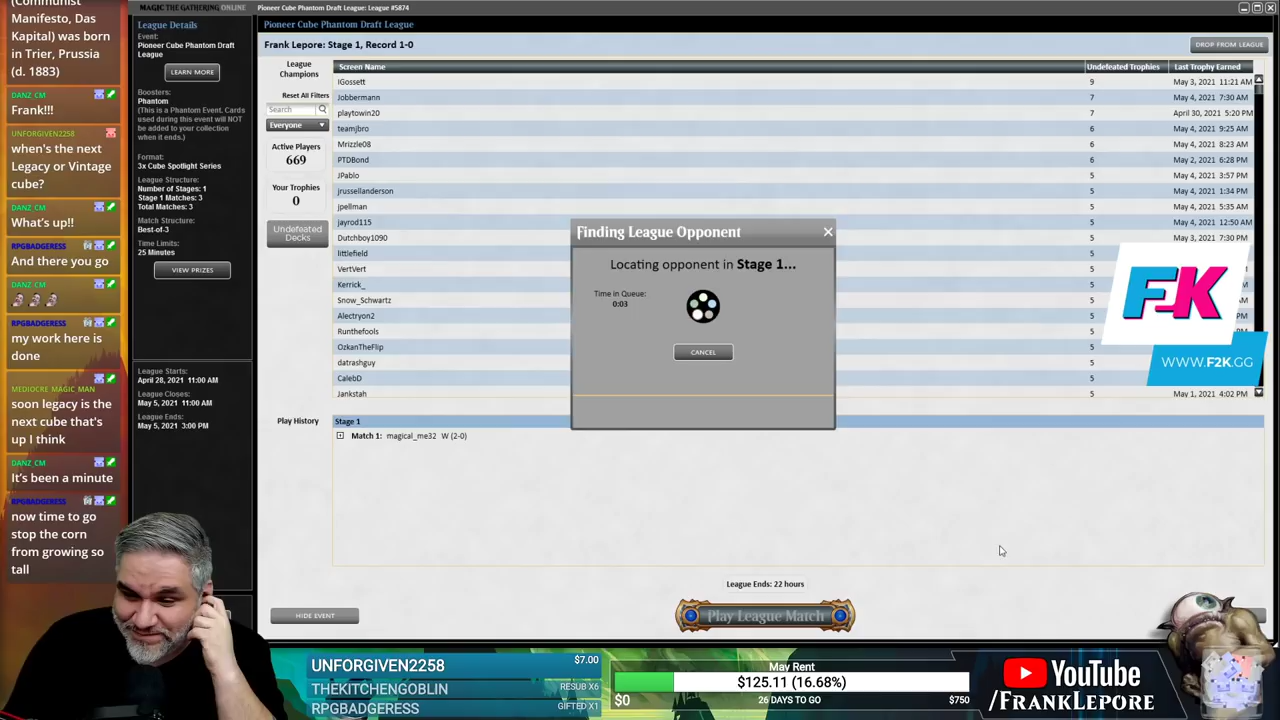 (Communist
Manifesto, Das
Kapital) was born
in Trier, Prussia
(d. 1883)
DANZ_CM
Frank!!!
UNFORGIVEN2258
when's the next
Legacy or Vintage
cube?
DANZ_CM
What's up!!
RPGBADGERESS
And there you go
DANZ_CM
RPGBADGERESS
my work here is
done
MEDIOCRE_MAGIC_MAN
soon legacy is the
next cube that's
up I think
DANZ_CM
It's been a minute
RPGBADGERESS
now time to go
stop the corn
from growing so
tall
MAGIC THE GATHERING ONLINE
Pioneer Cube Phantom Draft League: League #5874
League Details
Event:
Pioneer Cube Phantom Draft
League
LEARN MORE
Boosters:
Phantom
(This is a Phantom Event. Cards
used during this event will NOT
be added to your collection
when it ends.)
Format:
3x Cube Spotlight Series
League Structure:
Number of Stages: 1
Stage 1 Matches: 3
Total Matches: 3
Match Structure:
Best-of-3
Time Limits:
25 Minutes
VIEW PRIZES
League Starts:
April 28, 2021 11:00 AM
League Closes:
May 5, 2021 11:00 AM
League Ends:
May 5, 2021 3:00 PM
Pioneer Cube Phantom Draft League
Frank Lepore: Stage 1, Record 1-0
DROP FROM LEAGUE
League
Champions
Reset All Filters
Search
Everyone
Active Players
669
Your Trophies
0
Undefeated
Decks
Screen Name Undefeated Trophies Last Trophy Earned
IGossett 9 May 3, 2021 11:21 AM
Jobbermann 7 May 4, 2021 7:30 AM
playtowin20 7 April 30, 2021 5:20 PM
teamjbro 6 May 4, 2021 9:25 AM
Mrizzle08 6 May 4, 2021 8:23 AM
PTDBond 6 May 2, 2021 6:28 PM
JPablo 5 May 4, 2021 3:57 PM
jrussellanderson 5 May 4, 2021 1:34 PM
jpellman 5 May 4, 2021 5:35 AM
jayrod115 5 May 4, 2021 12:50 AM
Dutchboy1090 5 May 3, 2021 7:30 PM
littlefield 5
VertVert 5
Kerrick_ 5
Snow_Schwartz 5
Alectryon2 5
Runthefools 5
OzkanTheFlip 5
datrashguy 5
CalebD 5
Jankstah 5 May 1, 2021 4:02 PM
Finding League Opponent
Locating opponent in Stage 1...
Time in Queue:
0:03
CANCEL
F2K
WWW.F2K.GG
Play History
Stage 1
Match 1: magical_me32 W (2-0)
League Ends: 22 hours
HIDE EVENT
Play League Match
UNFORGIVEN2258 $7.00
THEKITCHENGOBLIN RESUB X6
RPGBADGERESS GIFTED X1
May Rent
$125.11 (16.68%)
$0 26 DAYS TO GO $750
YouTube
/FRANKLEPORE